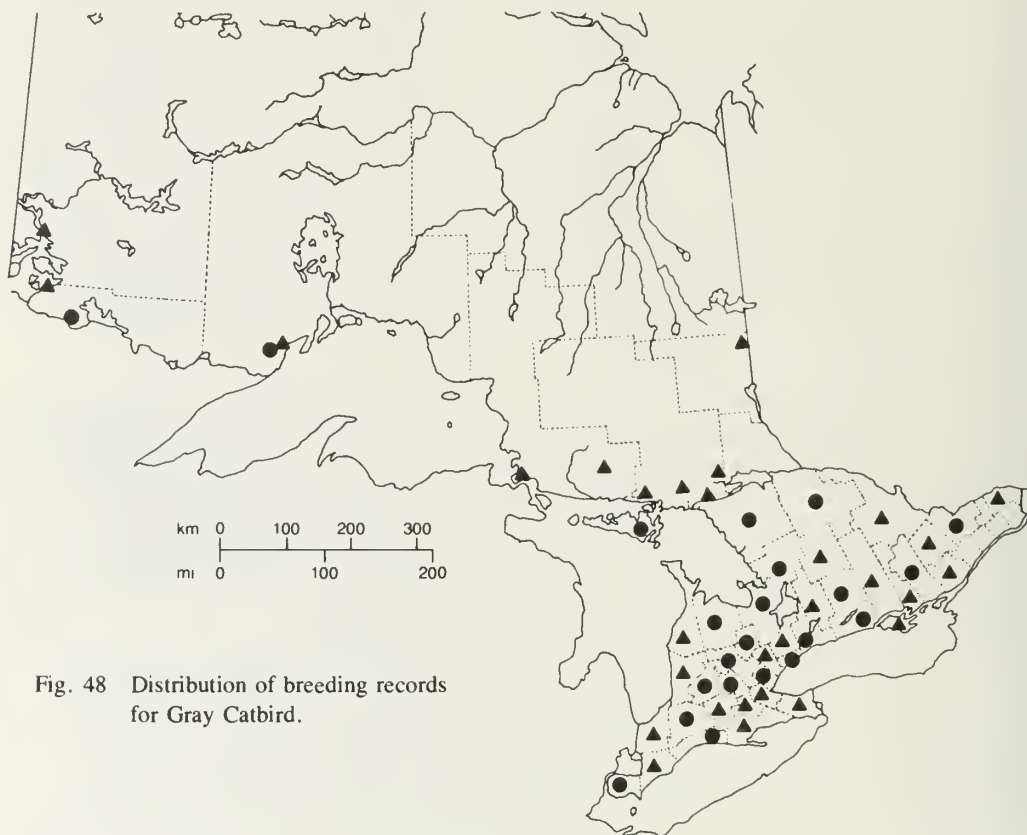 km 0 100 200 300
mi 0 100 200
Fig. 48 Distribution of breeding records
for Gray Catbird.